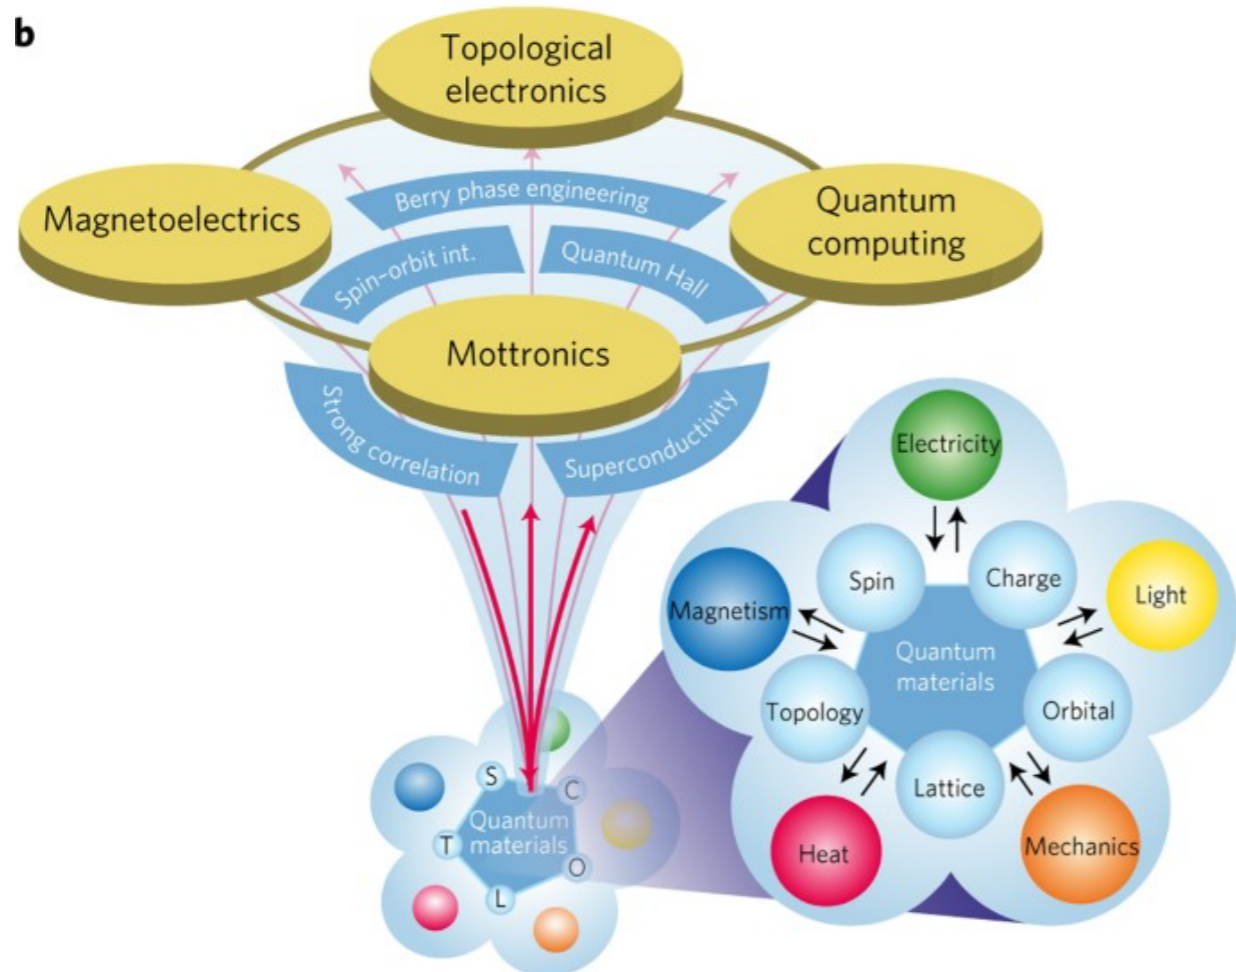 b
Topological
electronics
Magnetoelectrics
Berry phase engineering
Quantum
computing
Spin–orbit int.
Quantum Hall
Mottronics
Strong correlation
Superconductivity
Electricity
Spin
Charge
Magnetism
Light
Quantum
materials
Topology
Orbital
Lattice
Heat
Mechanics
S
C
Quantum
materials
T
O
L